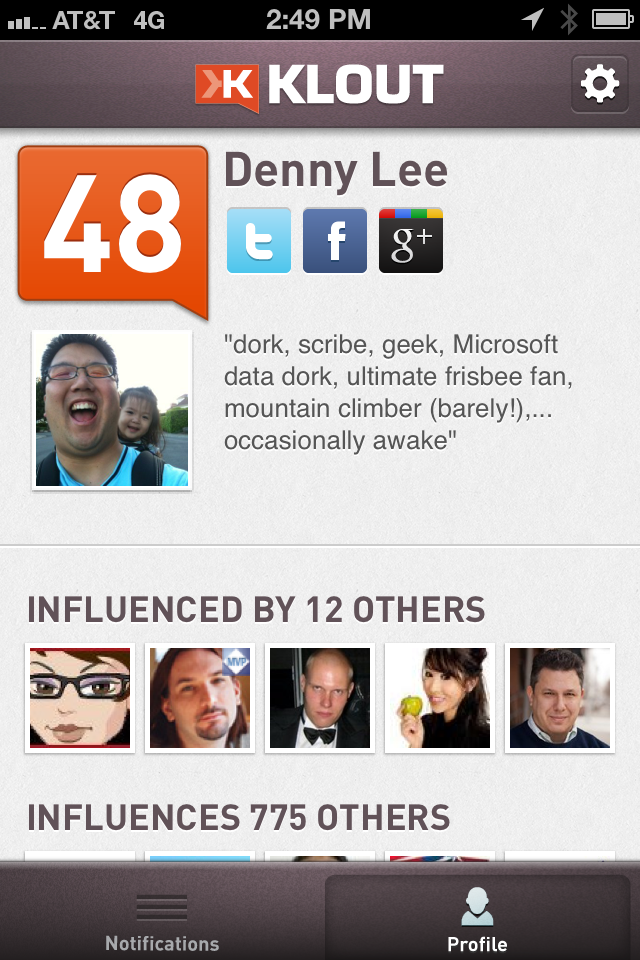 AT&T 4G 2:49 PM
K KLOUT
48
Denny Lee
t f g+
"dork, scribe, geek, Microsoft
data dork, ultimate frisbee fan,
mountain climber (barely!),...
occasionally awake"
INFLUENCED BY 12 OTHERS
MVP
INFLUENCES 775 OTHERS
Notifications Profile